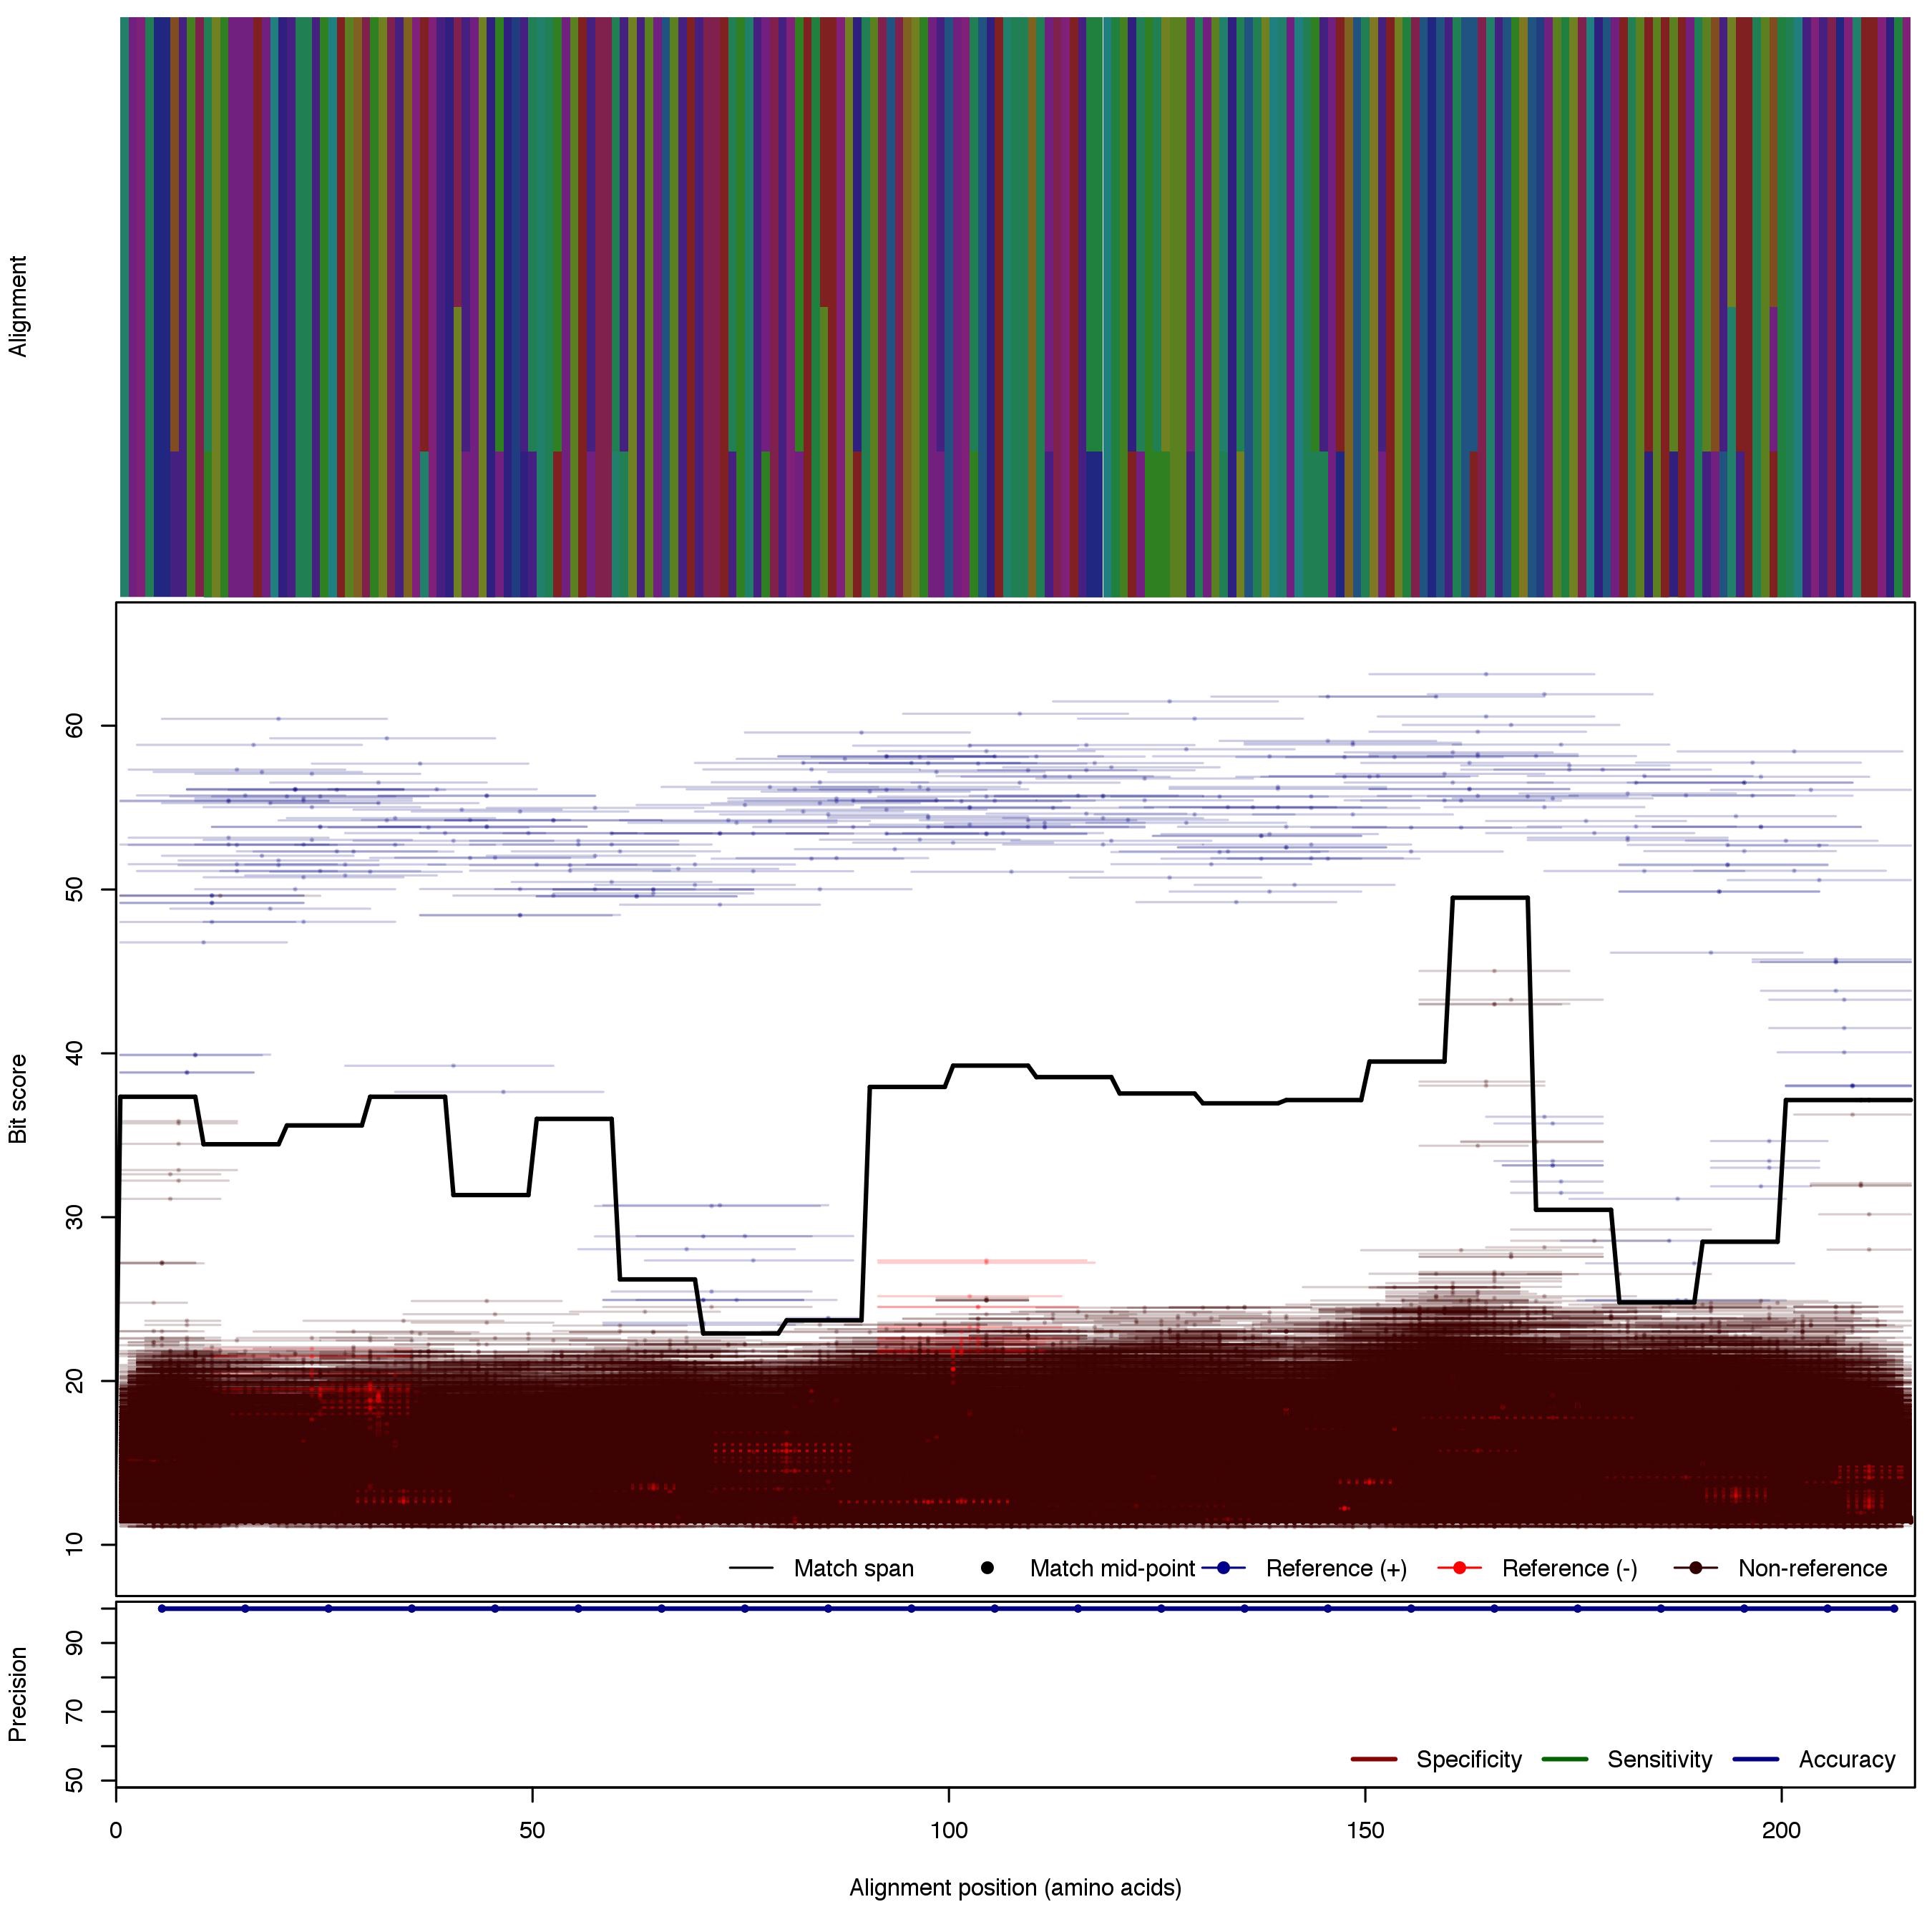 Alignment
Bit score
60
50
40
30
20
10
Match span
Match mid-point
Reference (+)
Reference (-)
Non-reference
Precision
90
70
50
Specificity
Sensitivity
Accuracy
0
50
100
150
200
Alignment position (amino acids)